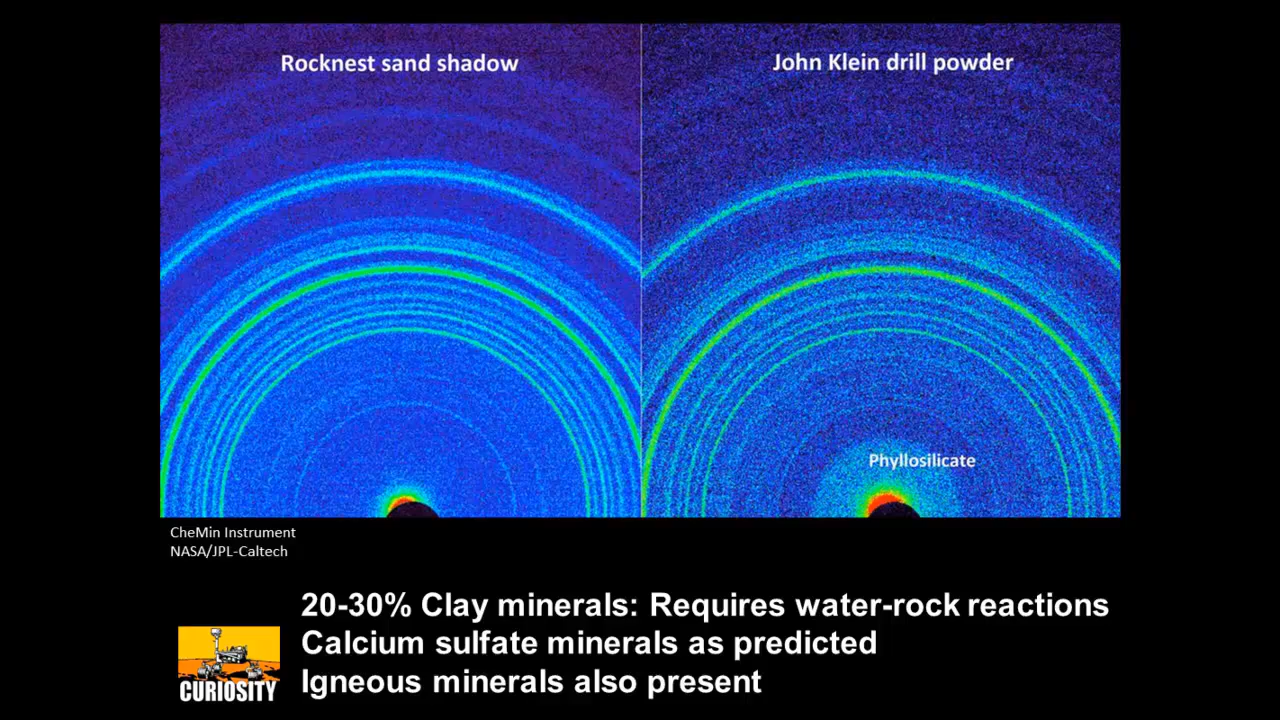 Rocknest sand shadow
John Klein drill powder
Phyllosilicate
CheMin Instrument
NASA/JPL-Caltech
20-30% Clay minerals: Requires water-rock reactions
Calcium sulfate minerals as predicted
Igneous minerals also present
CURIOSITY